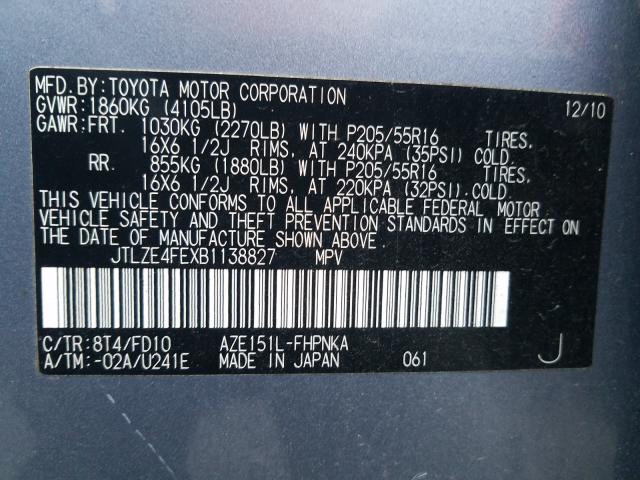 MFD.BY:TOYOTA MOTOR CORPORATION 12/10
GVWR:1860KG (4105LB)
GAWR:FRT. 1030KG (2270LB) WITH P205/55R16 TIRES,
16X6 1/2J RIMS, AT 240KPA (35PSI) COLD.
RR. 855KG (1880LB) WITH P205/55R16 TIRES,
16X6 1/2J RIMS, AT 220KPA (32PSI) COLD.
THIS VEHICLE CONFORMS TO ALL APPLICABLE FEDERAL MOTOR
VEHICLE SAFETY AND THEFT PREVENTION STANDARDS IN EFFECT ON
THE DATE OF MANUFACTURE SHOWN ABOVE.
JTLZE4FEXB1138827 MPV
C/TR:8T4/FD10 AZE151L-FHPNKA
A/TM:-02A/U241E MADE IN JAPAN 061 J